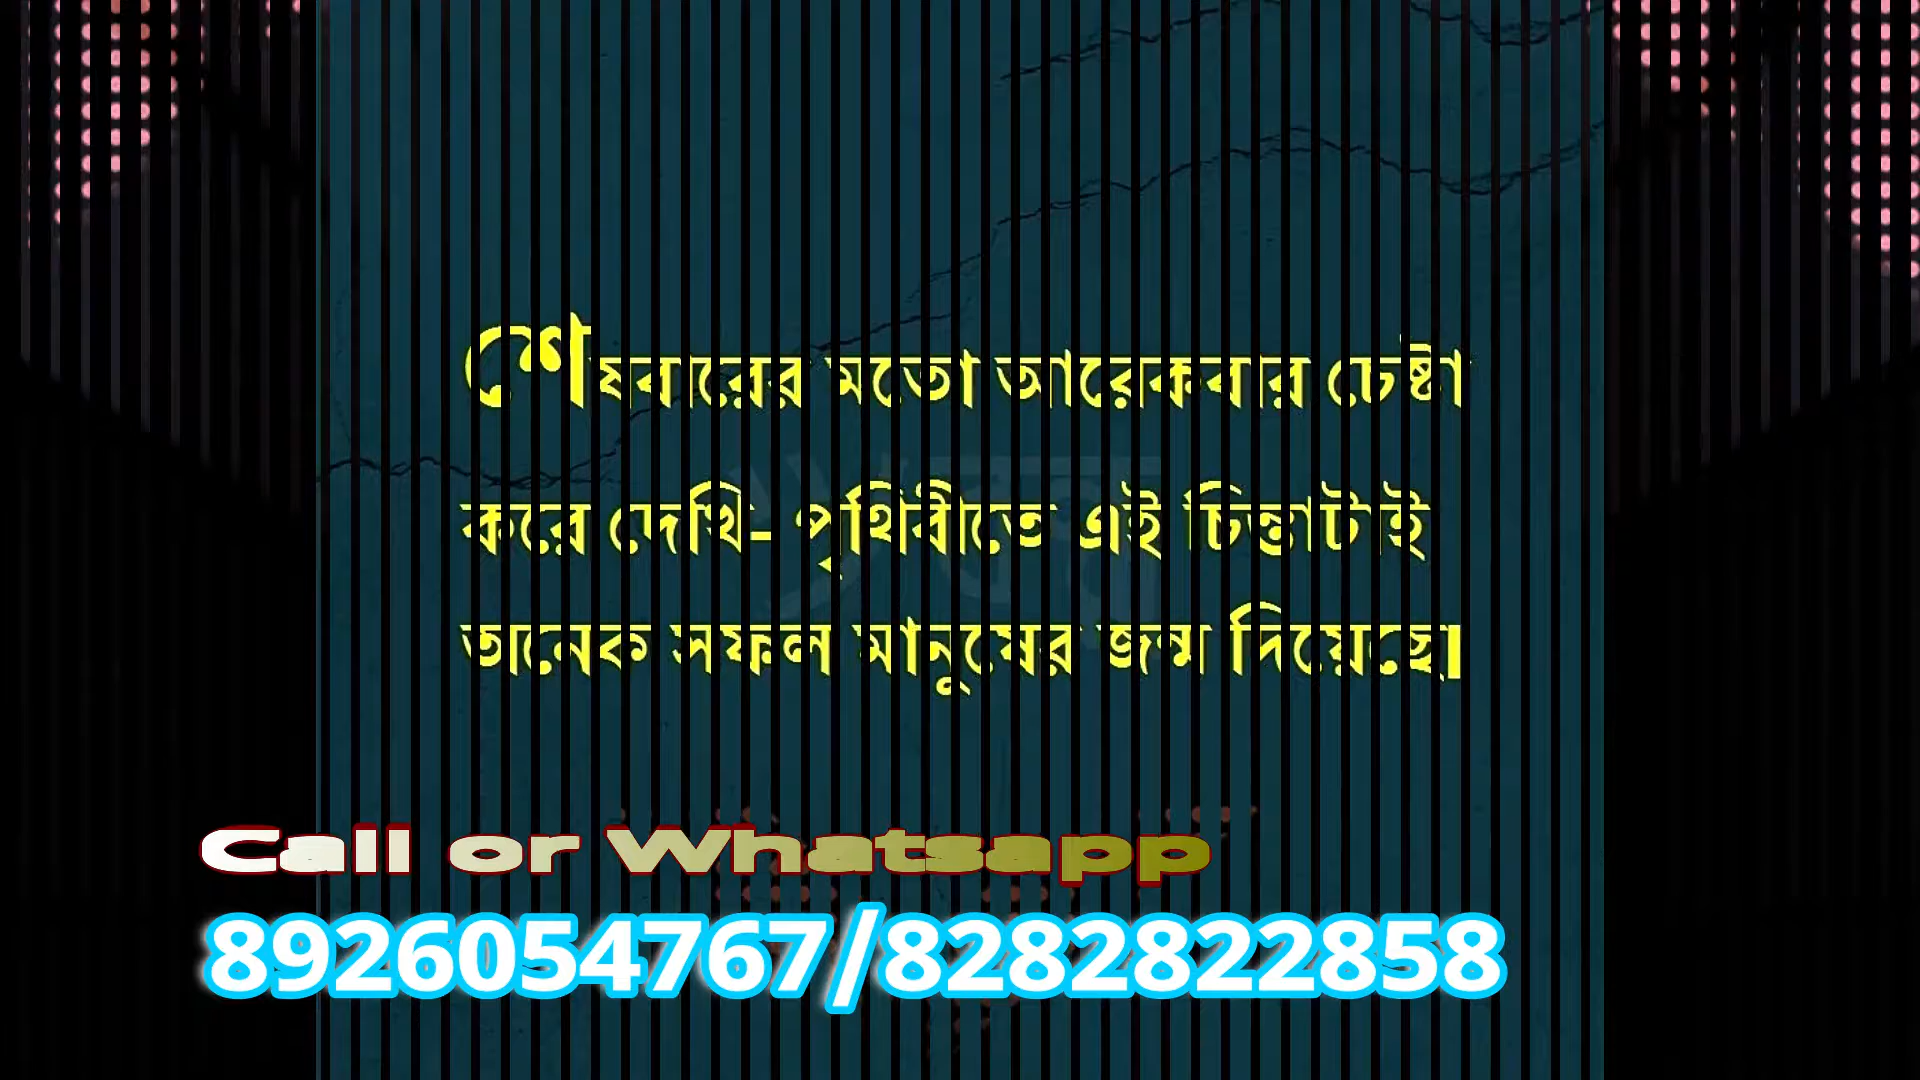 শেষবারের মতো আরেকবার চেষ্টা
করে দেখি- পৃথিবীতে এই চিন্তাটাই
অনেক সফল মানুষের জন্ম দিয়েছে।
Call or Whatsapp
8926054767/8282822858